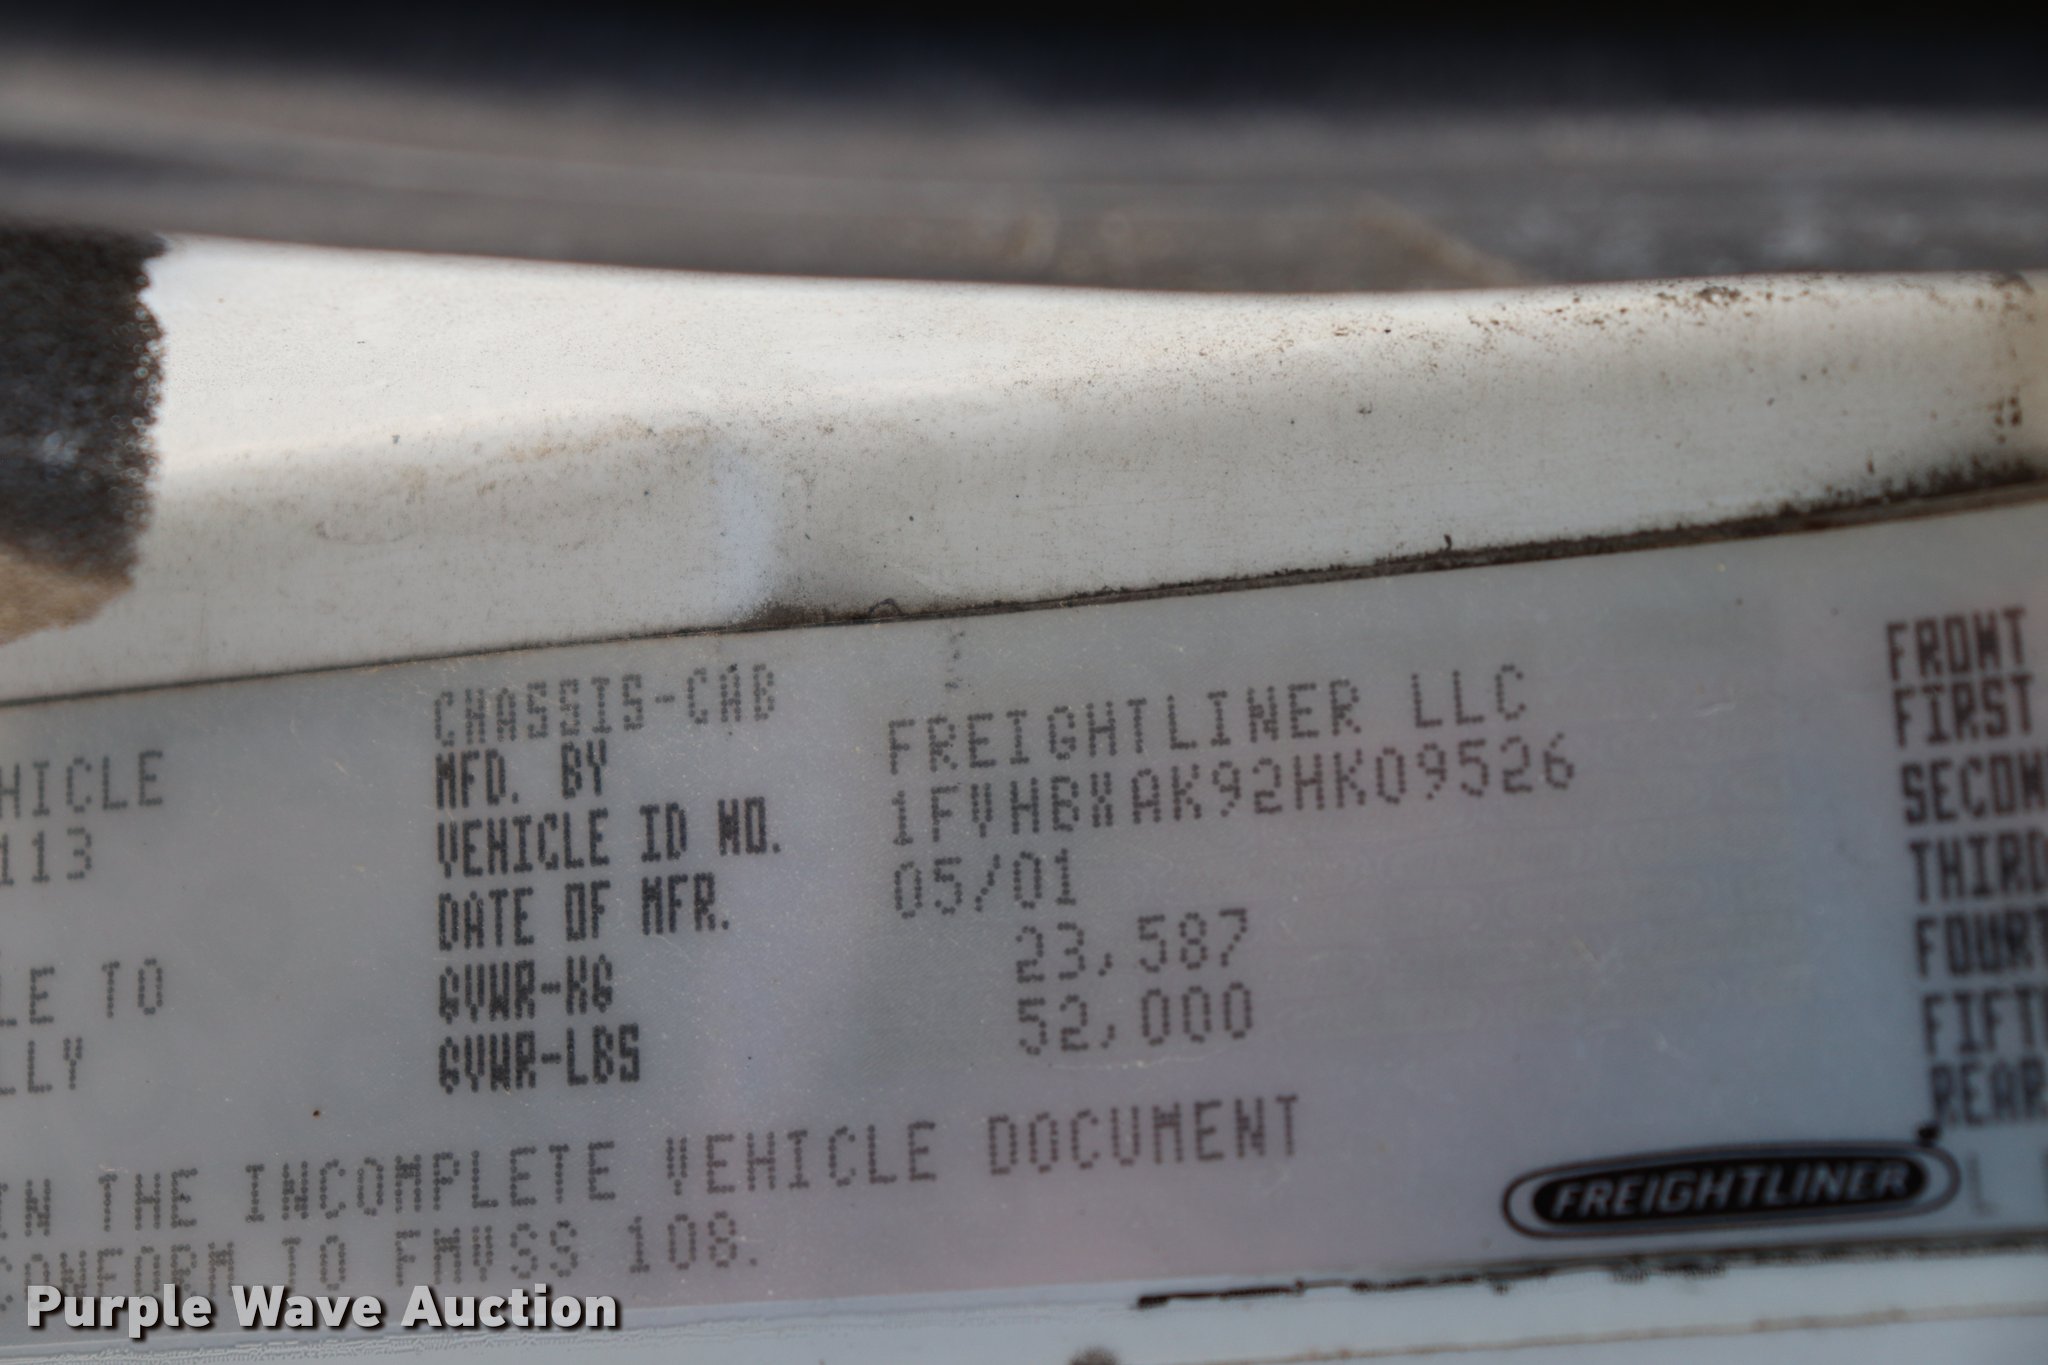 CHASSIS-CAB
HICLE
MFD. BY FREIGHTLINER LLC
113
VEHICLE ID NO. 1FVHBXAK92HK09526
DATE OF MFR. 05/01
LE TO
GVWR-KG 23,587
LLY
GVWR-LBS 52,000
THE INCOMPLETE VEHICLE DOCUMENT
CONFORM TO FMVSS 108.
FRONT
FIRST
SECON
THIRD
FOURT
FIFT
REAR
FREIGHTLINER
Purple Wave Auction